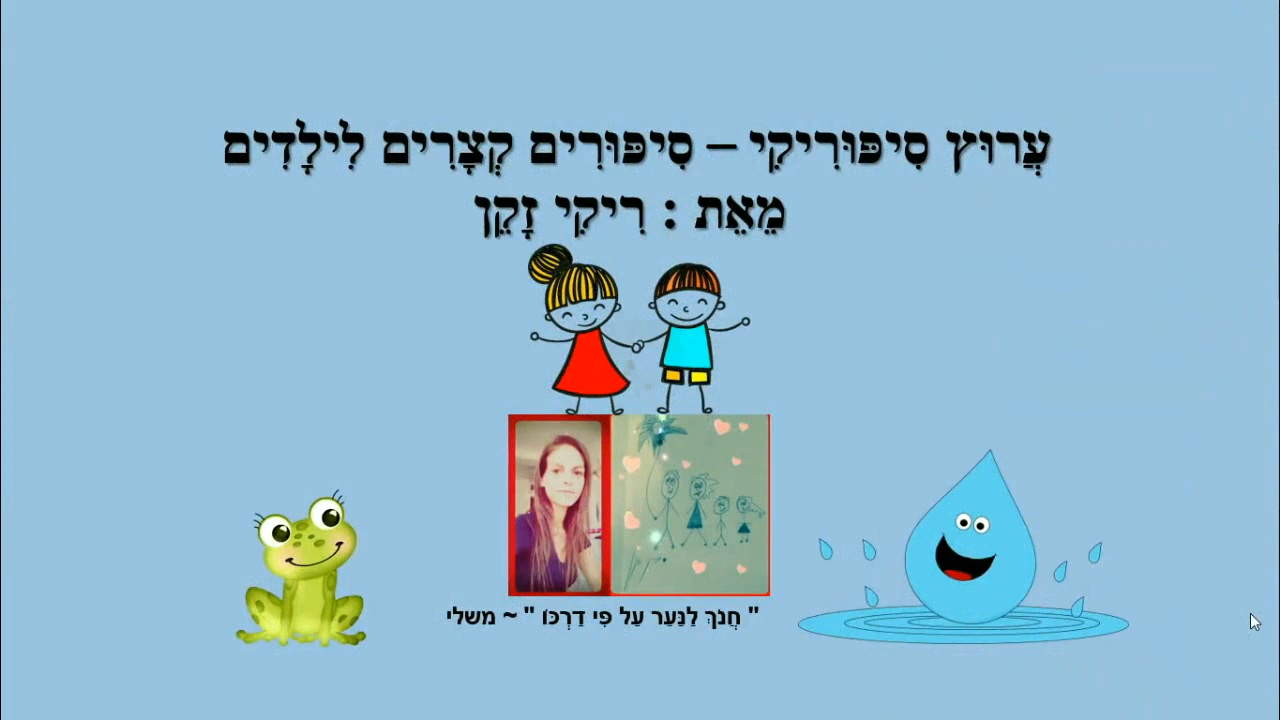 עֲרוּץ סִיפּוּרִיקִי – סִיפּוּרִים קְצָרִים לִילָדִים
מֵאֵת : רִיקִי זָקֵן
" חֲנֹךְ לַנַּעַר עַל פִּי דַרְכּוֹ " ~ משלי